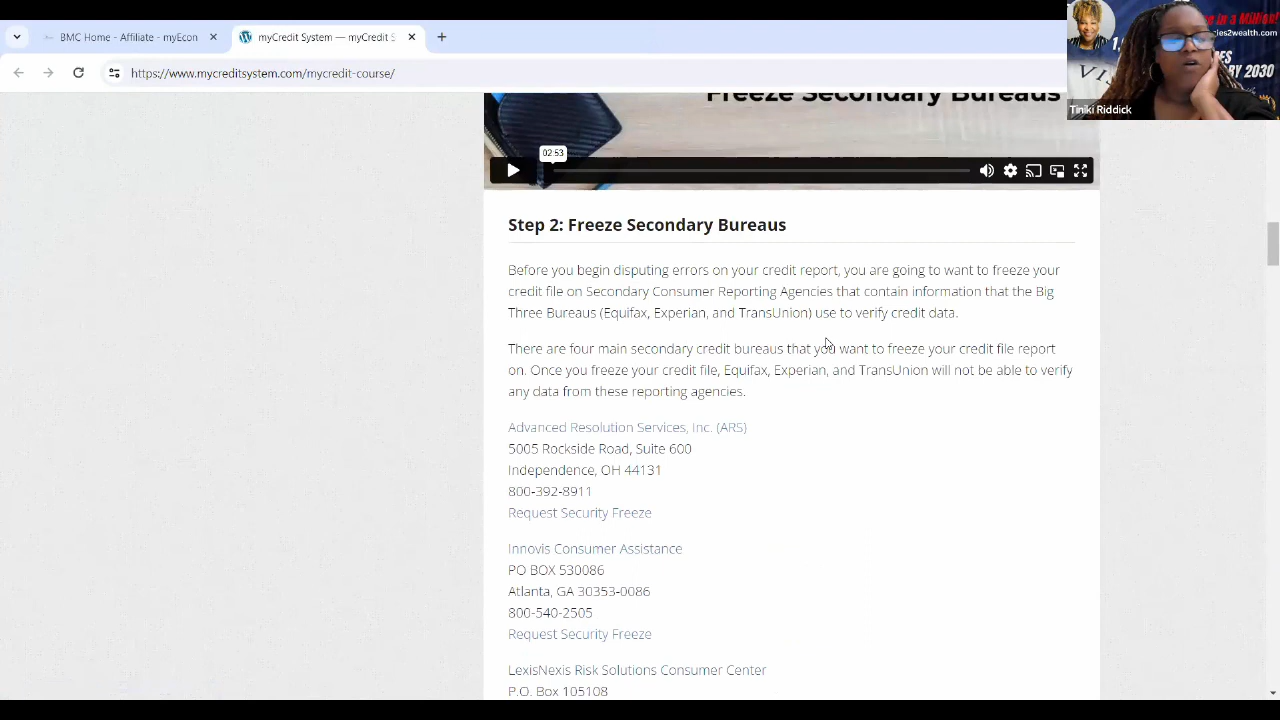 BMC Home - Affiliate - myEcon
myCredit System — myCredit S
https://www.mycreditsystem.com/mycredit-course/
in a Million!
ies2wealth.com
BY 2030
VIS
Tiniki Riddick
Freeze Secondary Bureaus
02:53
Step 2: Freeze Secondary Bureaus
Before you begin disputing errors on your credit report, you are going to want to freeze your
credit file on Secondary Consumer Reporting Agencies that contain information that the Big
Three Bureaus (Equifax, Experian, and TransUnion) use to verify credit data.
There are four main secondary credit bureaus that you want to freeze your credit file report
on. Once you freeze your credit file, Equifax, Experian, and TransUnion will not be able to verify
any data from these reporting agencies.
Advanced Resolution Services, Inc. (ARS)
5005 Rockside Road, Suite 600
Independence, OH 44131
800-392-8911
Request Security Freeze
Innovis Consumer Assistance
PO BOX 530086
Atlanta, GA 30353-0086
800-540-2505
Request Security Freeze
LexisNexis Risk Solutions Consumer Center
P.O. Box 105108